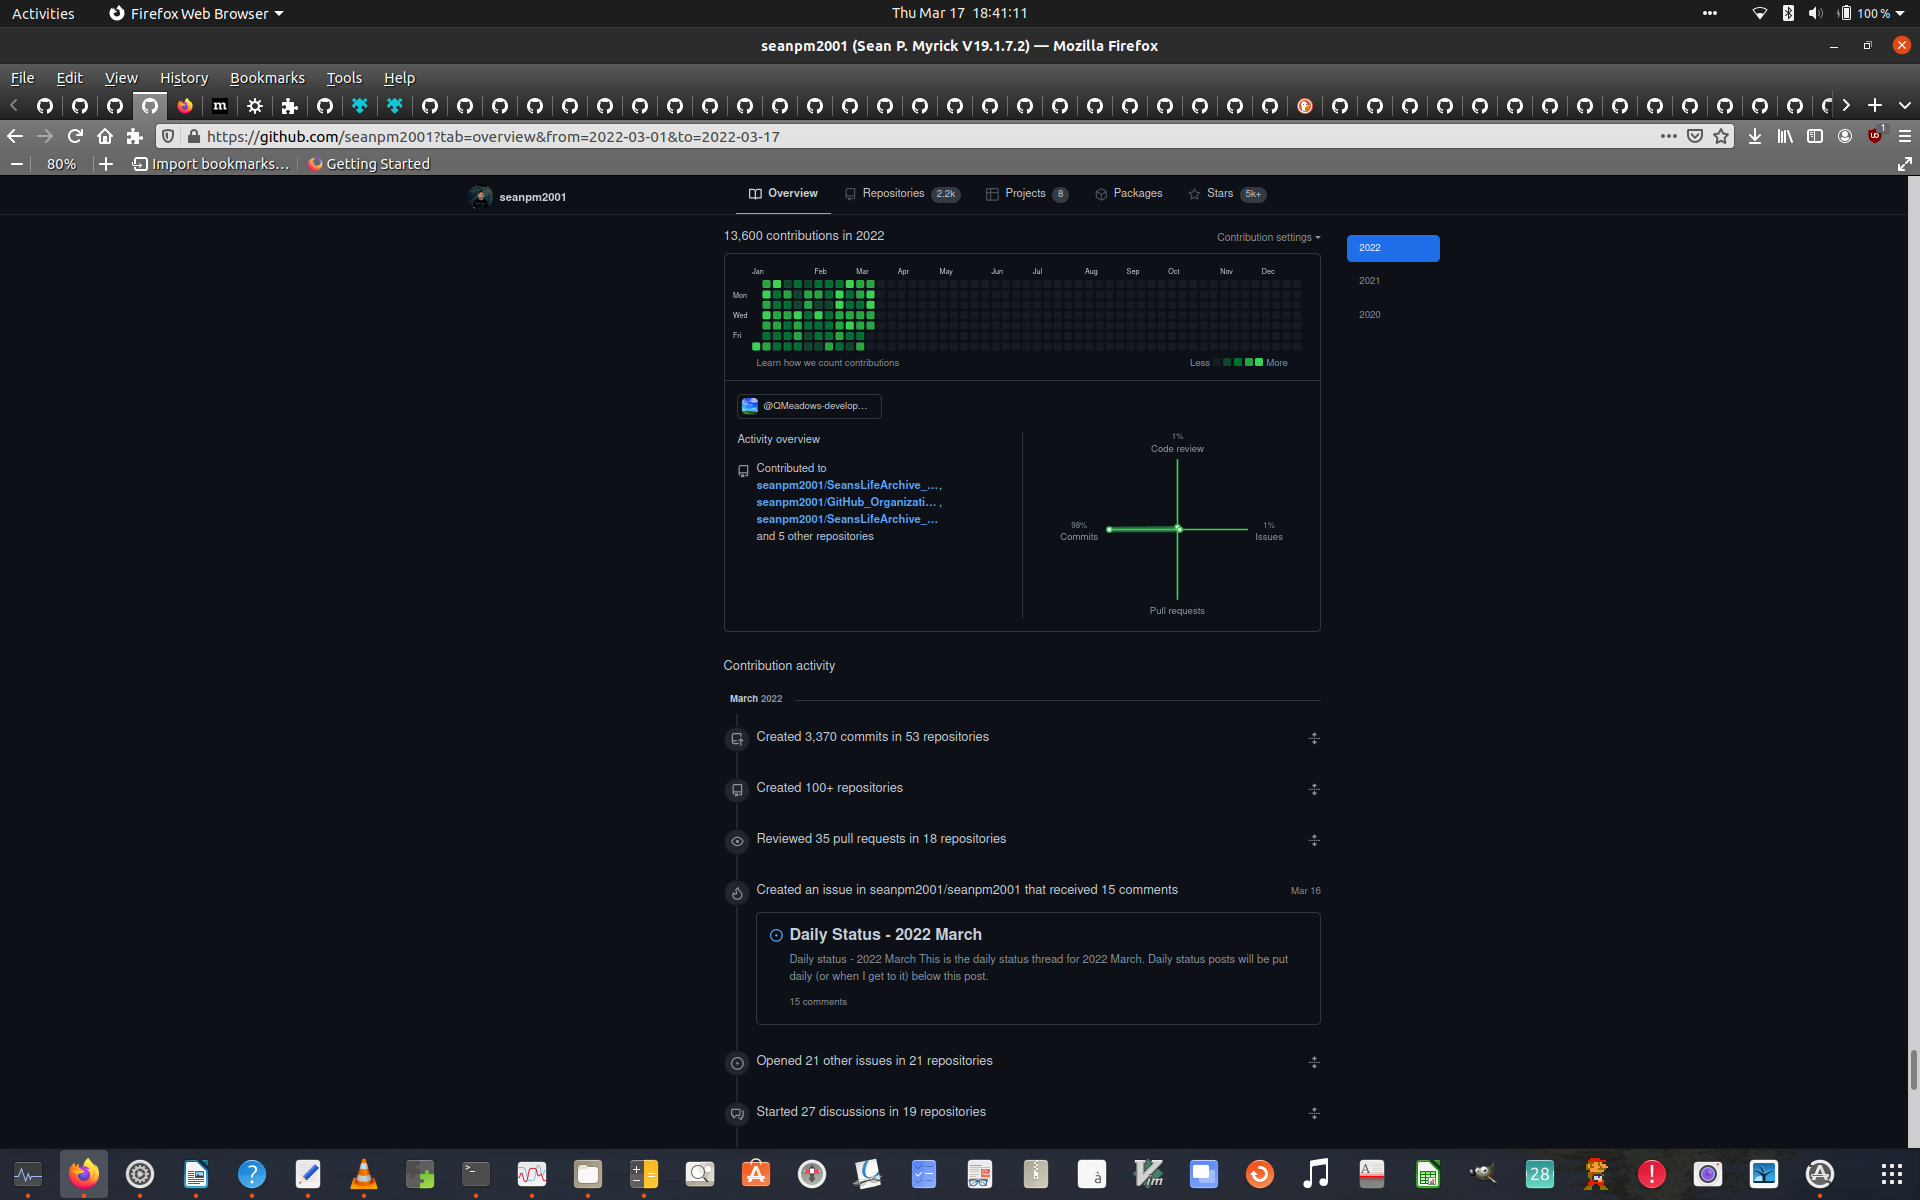 Activities
Firefox Web Browser
Thu Mar 17 18:41:11
100 %
seanpm2001 (Sean P. Myrick V19.1.7.2) — Mozilla Firefox
File Edit View History Bookmarks Tools Help
https://github.com/seanpm2001?tab=overview&from=2022-03-01&to=2022-03-17
1
80%
Import bookmarks...
Getting Started
seanpm2001
Overview
Repositories 2.2k
Projects 8
Packages
Stars 5k+
13,600 contributions in 2022
Contribution settings
2022
2021
2020
Jan Feb Mar Apr May Jun Jul Aug Sep Oct Nov Dec
Mon
Wed
Fri
Learn how we count contributions
Less More
@QMeadows-develop...
Activity overview
Contributed to
seanpm2001/SeansLifeArchive_... ,
seanpm2001/GitHub_Organizati... ,
seanpm2001/SeansLifeArchive_...
and 5 other repositories
1%
Code review
98%
Commits
1%
Issues
Pull requests
Contribution activity
March 2022
Created 3,370 commits in 53 repositories
Created 100+ repositories
Reviewed 35 pull requests in 18 repositories
Created an issue in seanpm2001/seanpm2001 that received 15 comments
Mar 16
Daily Status - 2022 March
Daily status - 2022 March This is the daily status thread for 2022 March. Daily status posts will be put
daily (or when I get to it) below this post.
15 comments
Opened 21 other issues in 21 repositories
Started 27 discussions in 19 repositories
28